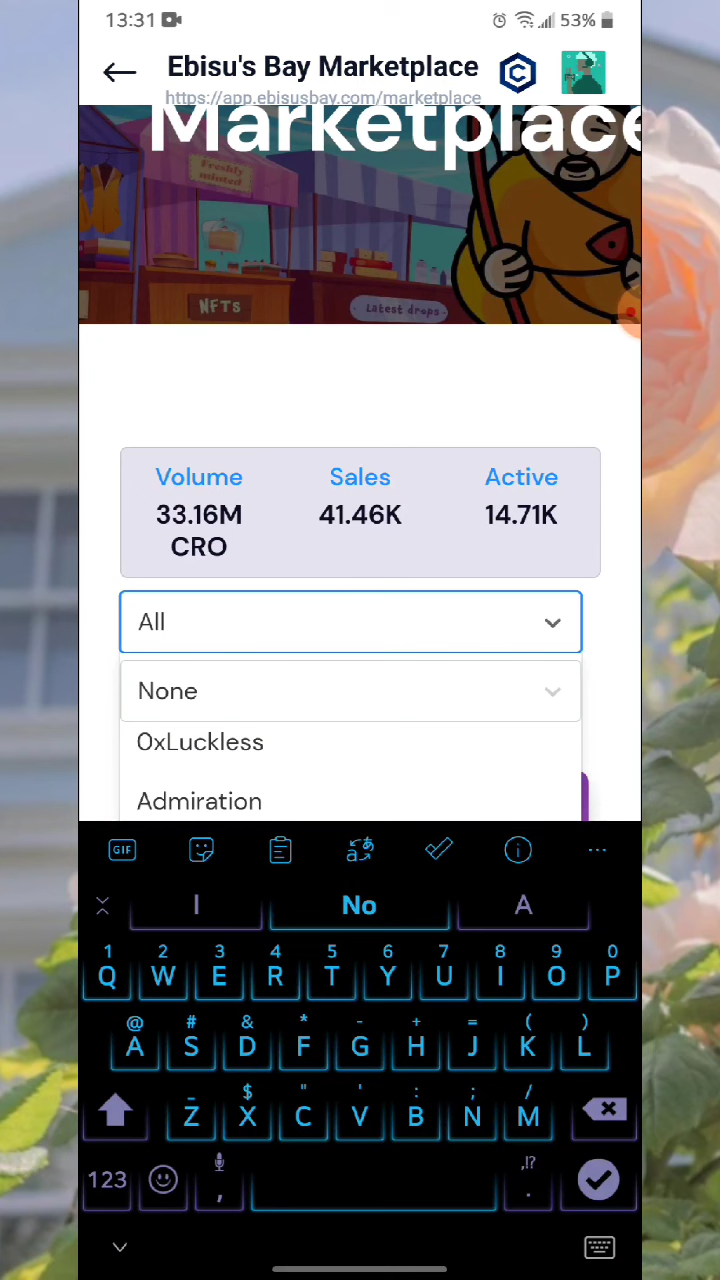 13:31
53%
Ebisu's Bay Marketplace
https://app.ebisusbay.com/marketplace
Marketplace
Freshly minted
NFTS
Latest drops
Volume Sales Active
33.16M CRO 41.46K 14.71K
All
None
0xLuckless
Admiration
GIF
I No A
1 2 3 4 5 6 7 8 9 0
Q W E R T Y U I O P
@ # & * - + = ( )
A S D F G H J K L
_ $ " ' : ; /
Z X C V B N M
123 , ,!? .